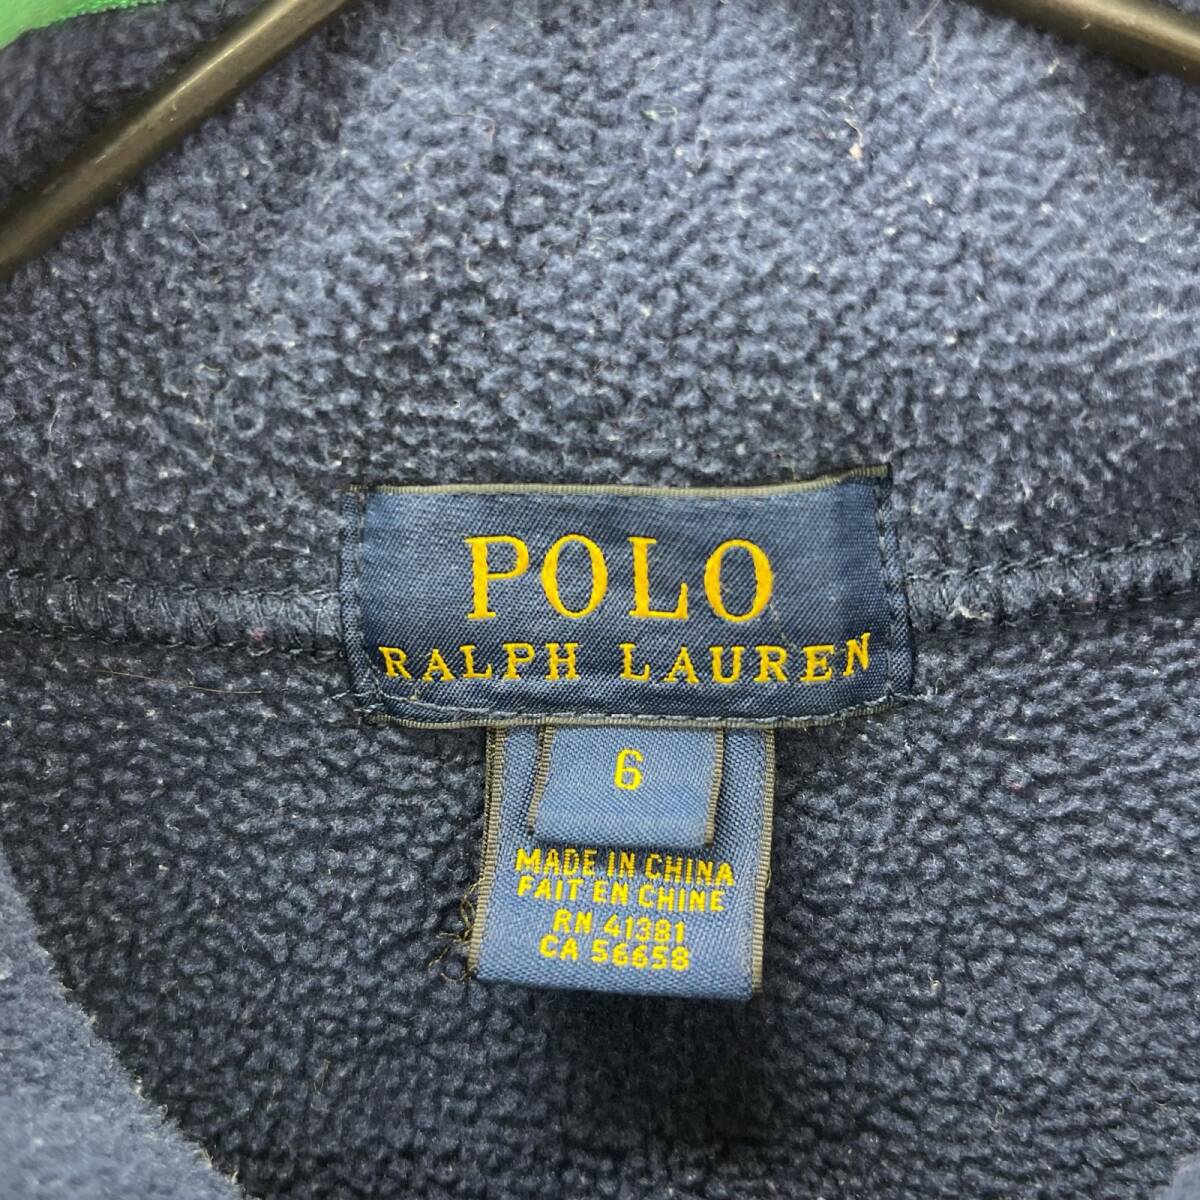 POLO
RALPH LAUREN
6
MADE IN CHINA
FAIT EN CHINE
RN 41381
CA 56658